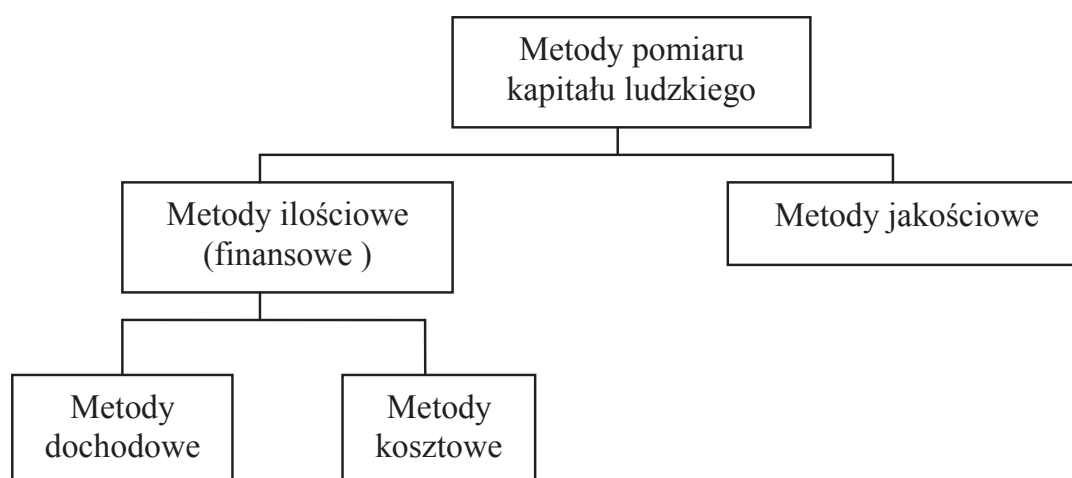 Metody pomiaru
kapitału ludzkiego
Metody ilościowe
(finansowe )
Metody jakościowe
Metody
dochodowe
Metody
kosztowe